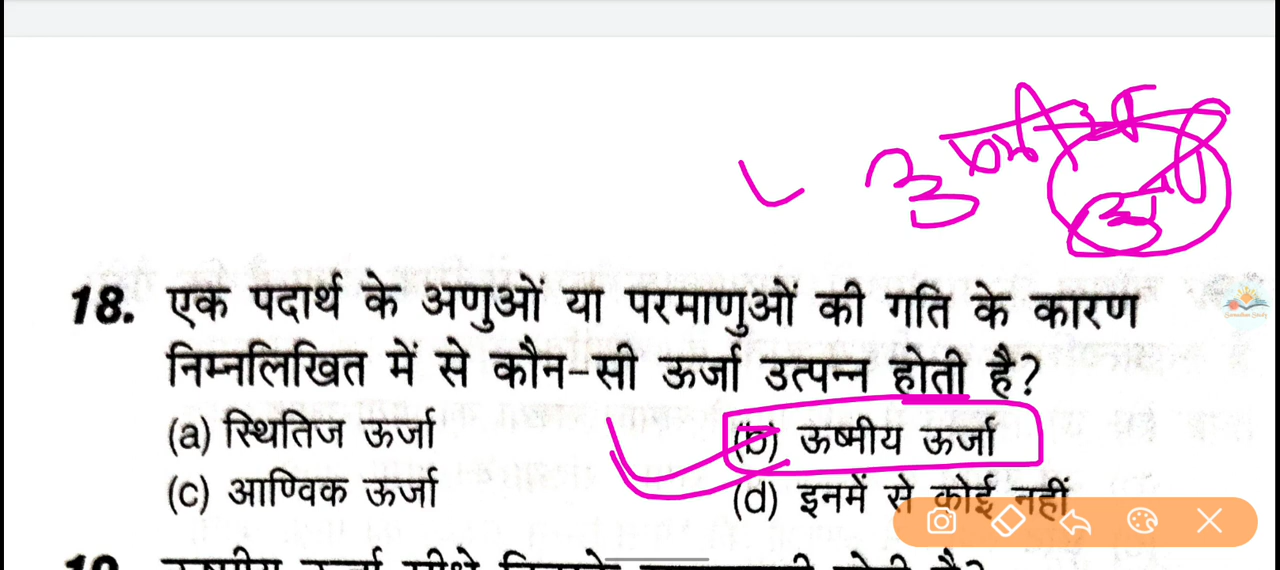 18. एक पदार्थ के अणुओं या परमाणुओं की गति के कारण
निम्नलिखित में से कौन-सी ऊर्जा उत्पन्न होती है?
(a) स्थितिज ऊर्जा (b) ऊष्मीय ऊर्जा
(c) आण्विक ऊर्जा (d) इनमें से कोई नहीं